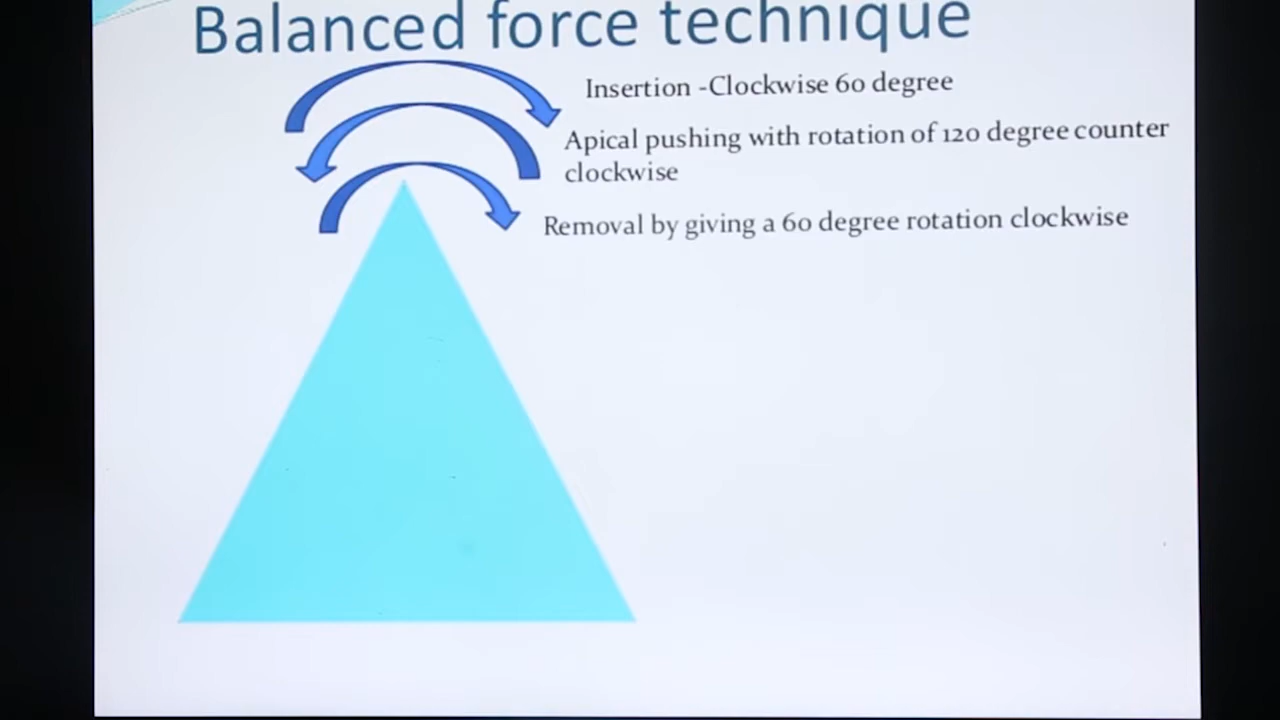 Balanced force technique
Insertion -Clockwise 60 degree
Apical pushing with rotation of 120 degree counter
clockwise
Removal by giving a 60 degree rotation clockwise